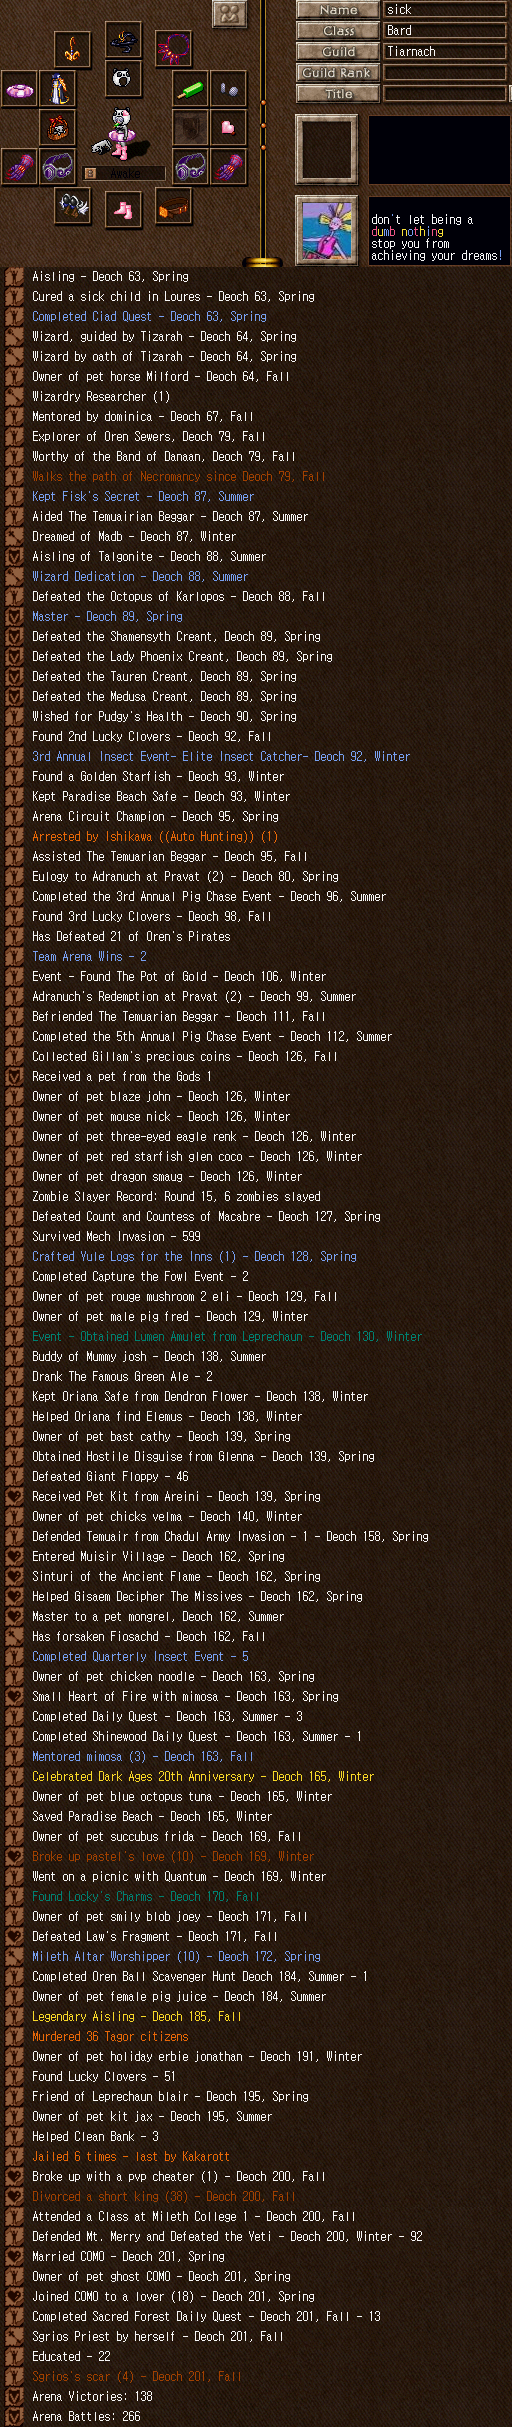 Name
sick
Class
Bard
Guild
Tiarnach
Guild Rank
Title
Awake
don't let being a
dumb nothing
stop you from
achieving your dreams!
Aisling - Deoch 63, Spring
Cured a sick child in Loures - Deoch 63, Spring
Completed Ciad Quest - Deoch 63, Spring
Wizard, guided by Tizarah - Deoch 64, Spring
Wizard by oath of Tizarah - Deoch 64, Spring
Owner of pet horse Milford - Deoch 64, Fall
Wizardry Researcher (1)
Mentored by dominica - Deoch 67, Fall
Explorer of Oren Sewers, Deoch 79, Fall
Worthy of the Band of Danaan, Deoch 79, Fall
Walks the path of Necromancy since Deoch 79, Fall
Kept Fisk's Secret - Deoch 87, Summer
Aided The Temuairian Beggar - Deoch 87, Summer
Dreamed of Madb - Deoch 87, Winter
Aisling of Talgonite - Deoch 88, Summer
Wizard Dedication - Deoch 88, Summer
Defeated the Octopus of Karlopos - Deoch 88, Fall
Master - Deoch 89, Spring
Defeated the Shamensyth Creant, Deoch 89, Spring
Defeated the Lady Phoenix Creant, Deoch 89, Spring
Defeated the Tauren Creant, Deoch 89, Spring
Defeated the Medusa Creant, Deoch 89, Spring
Wished for Pudgy's Health - Deoch 90, Spring
Found 2nd Lucky Clovers - Deoch 92, Fall
3rd Annual Insect Event- Elite Insect Catcher- Deoch 92, Winter
Found a Golden Starfish - Deoch 93, Winter
Kept Paradise Beach Safe - Deoch 93, Winter
Arena Circuit Champion - Deoch 95, Spring
Arrested by Ishikawa ((Auto Hunting)) (1)
Assisted The Temuarian Beggar - Deoch 95, Fall
Eulogy to Adranuch at Pravat (2) - Deoch 80, Spring
Completed the 3rd Annual Pig Chase Event - Deoch 96, Summer
Found 3rd Lucky Clovers - Deoch 98, Fall
Has Defeated 21 of Oren's Pirates
Team Arena Wins - 2
Event - Found The Pot of Gold - Deoch 106, Winter
Adranuch's Redemption at Pravat (2) - Deoch 99, Summer
Befriended The Temuarian Beggar - Deoch 111, Fall
Completed the 5th Annual Pig Chase Event - Deoch 112, Summer
Collected Gillam's precious coins - Deoch 126, Fall
Received a pet from the Gods 1
Owner of pet blaze john - Deoch 126, Winter
Owner of pet mouse nick - Deoch 126, Winter
Owner of pet three-eyed eagle renk - Deoch 126, Winter
Owner of pet red starfish glen coco - Deoch 126, Winter
Owner of pet dragon smaug - Deoch 126, Winter
Zombie Slayer Record: Round 15, 6 zombies slayed
Defeated Count and Countess of Macabre - Deoch 127, Spring
Survived Mech Invasion - 599
Crafted Yule Logs for the Inns (1) - Deoch 128, Spring
Completed Capture the Fowl Event - 2
Owner of pet rouge mushroom 2 eli - Deoch 129, Fall
Owner of pet male pig fred - Deoch 129, Winter
Event - Obtained Lumen Amulet from Leprechaun - Deoch 130, Winter
Buddy of Mummy josh - Deoch 138, Summer
Drank The Famous Green Ale - 2
Kept Oriana Safe from Dendron Flower - Deoch 138, Winter
Helped Oriana find Elemus - Deoch 138, Winter
Owner of pet bast cathy - Deoch 139, Spring
Obtained Hostile Disguise from Glenna - Deoch 139, Spring
Defeated Giant Floppy - 46
Received Pet Kit from Areini - Deoch 139, Spring
Owner of pet chicks velma - Deoch 140, Winter
Defended Temuair from Chadul Army Invasion - 1 - Deoch 158, Spring
Entered Muisir Village - Deoch 162, Spring
Sinturi of the Ancient Flame - Deoch 162, Spring
Helped Gisaem Decipher The Missives - Deoch 162, Spring
Master to a pet mongrel, Deoch 162, Summer
Has forsaken Fiosachd - Deoch 162, Fall
Completed Quarterly Insect Event - 5
Owner of pet chicken noodle - Deoch 163, Spring
Small Heart of Fire with mimosa - Deoch 163, Spring
Completed Daily Quest - Deoch 163, Summer - 3
Completed Shinewood Daily Quest - Deoch 163, Summer - 1
Mentored mimosa (3) - Deoch 163, Fall
Celebrated Dark Ages 20th Anniversary - Deoch 165, Winter
Owner of pet blue octopus tuna - Deoch 165, Winter
Saved Paradise Beach - Deoch 165, Winter
Owner of pet succubus frida - Deoch 169, Fall
Broke up pastel's love (10) - Deoch 169, Winter
Went on a picnic with Quantum - Deoch 169, Winter
Found Locky's Charms - Deoch 170, Fall
Owner of pet smily blob joey - Deoch 171, Fall
Defeated Law's Fragment - Deoch 171, Fall
Mileth Altar Worshipper (10) - Deoch 172, Spring
Completed Oren Ball Scavenger Hunt Deoch 184, Summer - 1
Owner of pet female pig juice - Deoch 184, Summer
Legendary Aisling - Deoch 185, Fall
Murdered 36 Tagor citizens
Owner of pet holiday erbie jonathan - Deoch 191, Winter
Found Lucky Clovers - 51
Friend of Leprechaun blair - Deoch 195, Spring
Owner of pet kit jax - Deoch 195, Summer
Helped Clean Bank - 3
Jailed 6 times - last by Kakarott
Broke up with a pvp cheater (1) - Deoch 200, Fall
Divorced a short king (38) - Deoch 200, Fall
Attended a Class at Mileth College 1 - Deoch 200, Fall
Defended Mt. Merry and Defeated the Yeti - Deoch 200, Winter - 92
Married COMO - Deoch 201, Spring
Owner of pet ghost COMO - Deoch 201, Spring
Joined COMO to a lover (18) - Deoch 201, Spring
Completed Sacred Forest Daily Quest - Deoch 201, Fall - 13
Sgrios Priest by herself - Deoch 201, Fall
Educated - 22
Sgrios's scar (4) - Deoch 201, Fall
Arena Victories: 138
Arena Battles: 266